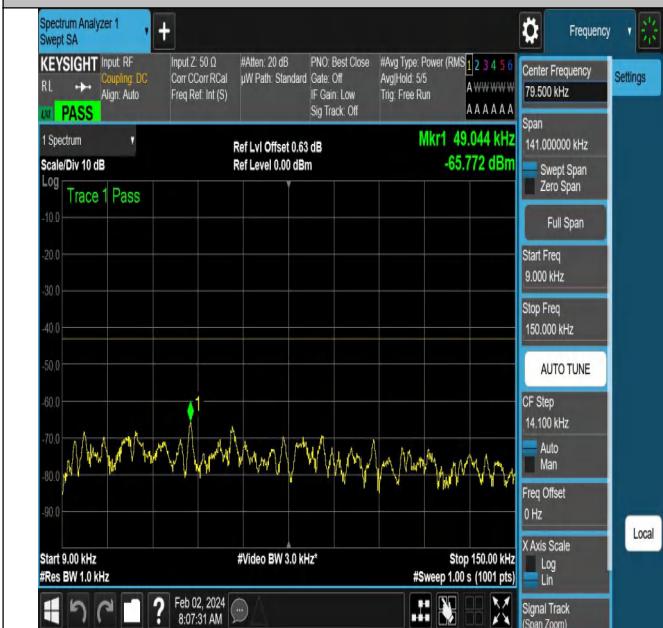 Spectrum Analyzer 1
Swept SA
+
Frequency
KEYSIGHT
RL
Input: RF
Coupling: DC
Align: Auto
Input Z: 50 Ω
Corr CCorr RCal
Freq Ref: Int (S)
#Atten: 20 dB
µW Path: Standard
PNO: Best Close
Gate: Off
IF Gain: Low
Sig Track: Off
#Avg Type: Power (RMS
Avg|Hold: 5/5
Trig: Free Run
1 2 3 4 5 6
A W W W W W
A A A A A A
PASS
1 Spectrum
Scale/Div 10 dB
Ref Lvl Offset 0.63 dB
Ref Level 0.00 dBm
Mkr1 49.044 kHz
-65.772 dBm
Log
Trace 1 Pass
-10.0
-20.0
-30.0
-40.0
-50.0
-60.0
-70.0
-80.0
-90.0
1
Start 9.00 kHz
#Res BW 1.0 kHz
#Video BW 3.0 kHz*
Stop 150.00 kHz
#Sweep 1.00 s (1001 pts)
?
Feb 02, 2024
8:07:31 AM
Center Frequency
79.500 kHz
Settings
Span
141.000000 kHz
Swept Span
Zero Span
Full Span
Start Freq
9.000 kHz
Stop Freq
150.000 kHz
AUTO TUNE
CF Step
14.100 kHz
Auto
Man
Freq Offset
0 Hz
Local
X Axis Scale
Log
Lin
Signal Track
(Span Zoom)